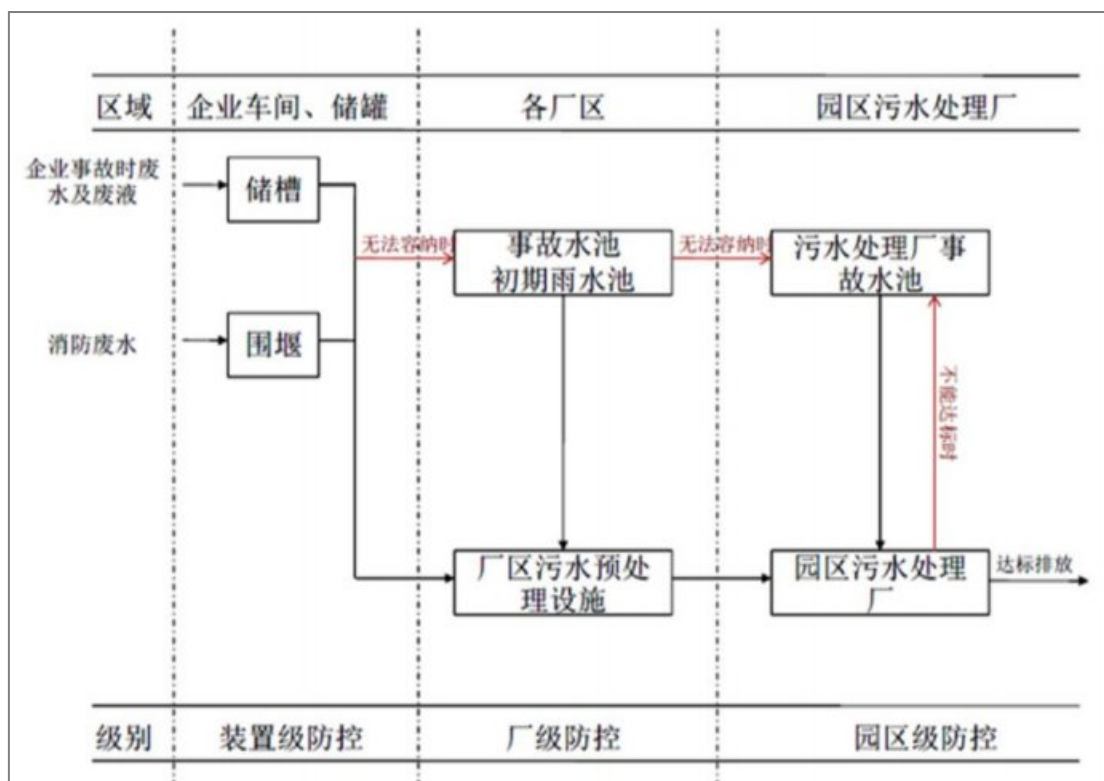 区域
企业车间、储罐
各厂区
园区污水处理厂
企业事故时废
水及废液
储槽
无法容纳时
事故水池
初期雨水池
无法容纳时
污水处理厂事
故水池
消防废水
围堰
不能达标时
厂区污水预处
理设施
园区污水处理
厂
达标排放
级别
装置级防控
厂级防控
园区级防控